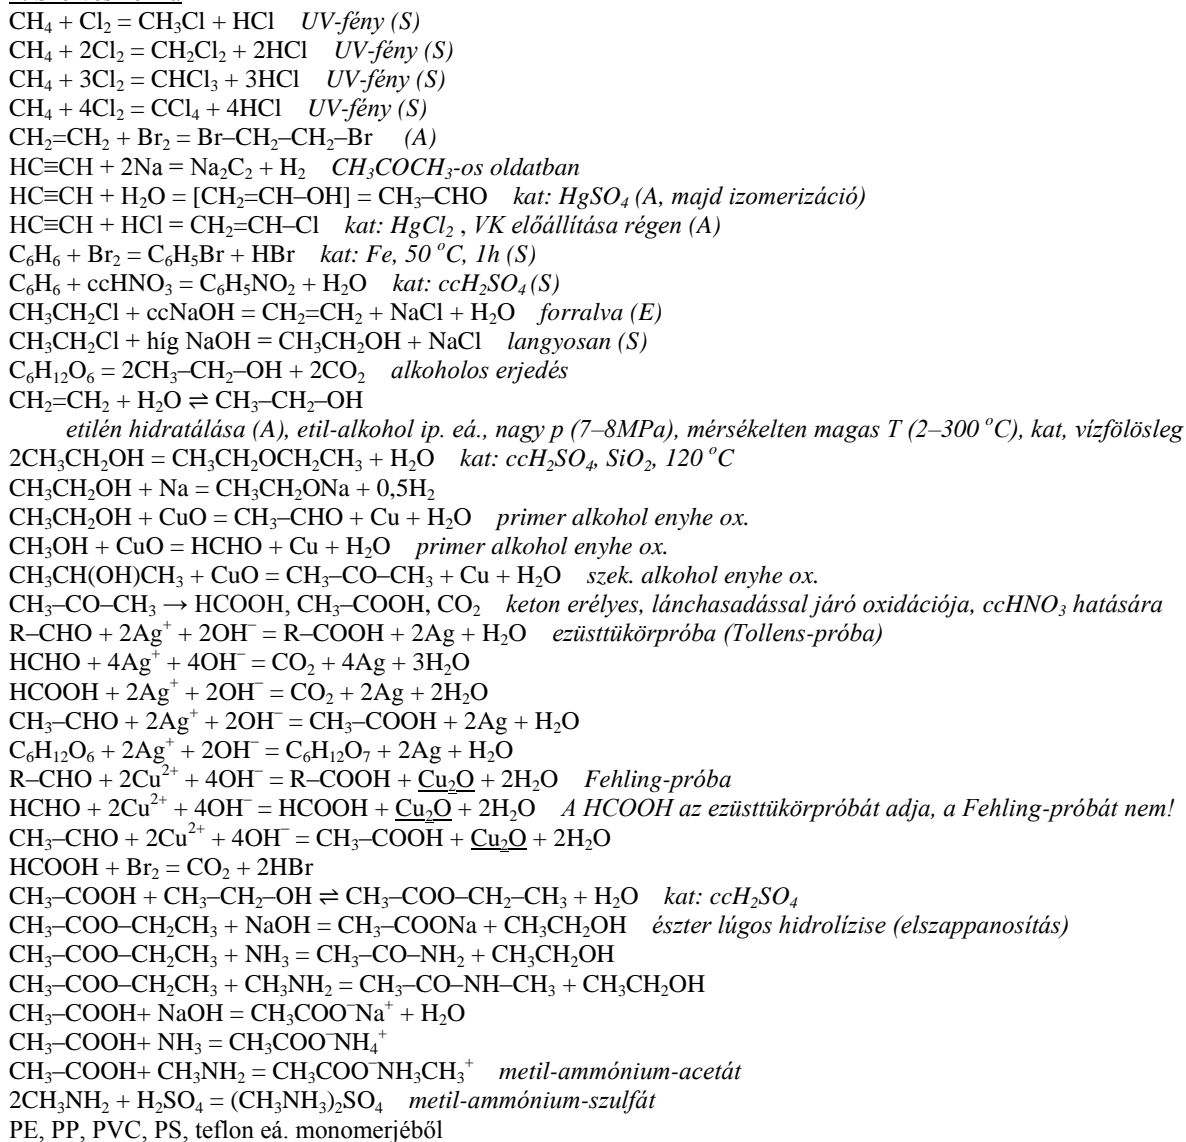 CH₄ + Cl₂ = CH₃Cl + HCl UV-fény (S)
CH₄ + 2Cl₂ = CH₂Cl₂ + 2HCl UV-fény (S)
CH₄ + 3Cl₂ = CHCl₃ + 3HCl UV-fény (S)
CH₄ + 4Cl₂ = CCl₄ + 4HCl UV-fény (S)
CH₂=CH₂ + Br₂ = Br–CH₂–CH₂–Br (A)
HC≡CH + 2Na = Na₂C₂ + H₂ CH₃COCH₃-os oldatban
HC≡CH + H₂O = [CH₂=CH–OH] = CH₃–CHO kat: HgSO₄ (A, majd izomerizáció)
HC≡CH + HCl = CH₂=CH–Cl kat: HgCl₂ , VK előállítása régen (A)
C₆H₆ + Br₂ = C₆H₅Br + HBr kat: Fe, 50 °C, 1h (S)
C₆H₆ + ccHNO₃ = C₆H₅NO₂ + H₂O kat: ccH₂SO₄ (S)
CH₃CH₂Cl + ccNaOH = CH₂=CH₂ + NaCl + H₂O forralva (E)
CH₃CH₂Cl + híg NaOH = CH₃CH₂OH + NaCl langyosan (S)
C₆H₁₂O₆ = 2CH₃–CH₂–OH + 2CO₂ alkoholos erjedés
CH₂=CH₂ + H₂O ⇌ CH₃–CH₂–OH
etilén hidratálása (A), etil-alkohol ip. eá., nagy p (7–8MPa), mérsékelten magas T (2–300 °C), kat, vízfölösleg
2CH₃CH₂OH = CH₃CH₂OCH₂CH₃ + H₂O kat: ccH₂SO₄, SiO₂, 120 °C
CH₃CH₂OH + Na = CH₃CH₂ONa + 0,5H₂
CH₃CH₂OH + CuO = CH₃–CHO + Cu + H₂O primer alkohol enyhe ox.
CH₃OH + CuO = HCHO + Cu + H₂O primer alkohol enyhe ox.
CH₃CH(OH)CH₃ + CuO = CH₃–CO–CH₃ + Cu + H₂O szek. alkohol enyhe ox.
CH₃–CO–CH₃ → HCOOH, CH₃–COOH, CO₂ keton erélyes, lánchasadással járó oxidációja, ccHNO₃ hatására
R–CHO + 2Ag⁺ + 2OH⁻ = R–COOH + 2Ag + H₂O ezüsttükörpróba (Tollens-próba)
HCHO + 4Ag⁺ + 4OH⁻ = CO₂ + 4Ag + 3H₂O
HCOOH + 2Ag⁺ + 2OH⁻ = CO₂ + 2Ag + 2H₂O
CH₃–CHO + 2Ag⁺ + 2OH⁻ = CH₃–COOH + 2Ag + H₂O
C₆H₁₂O₆ + 2Ag⁺ + 2OH⁻ = C₆H₁₂O₇ + 2Ag + H₂O
R–CHO + 2Cu²⁺ + 4OH⁻ = R–COOH + Cu₂O + 2H₂O Fehling-próba
HCHO + 2Cu²⁺ + 4OH⁻ = HCOOH + Cu₂O + 2H₂O A HCOOH az ezüsttükörpróbát adja, a Fehling-próbát nem!
CH₃–CHO + 2Cu²⁺ + 4OH⁻ = CH₃–COOH + Cu₂O + 2H₂O
HCOOH + Br₂ = CO₂ + 2HBr
CH₃–COOH + CH₃–CH₂–OH ⇌ CH₃–COO–CH₂–CH₃ + H₂O kat: ccH₂SO₄
CH₃–COO–CH₂CH₃ + NaOH = CH₃–COONa + CH₃CH₂OH észter lúgos hidrolízise (elszappanosítás)
CH₃–COO–CH₂CH₃ + NH₃ = CH₃–CO–NH₂ + CH₃CH₂OH
CH₃–COO–CH₂CH₃ + CH₃NH₂ = CH₃–CO–NH–CH₃ + CH₃CH₂OH
CH₃–COOH+ NaOH = CH₃COO⁻Na⁺ + H₂O
CH₃–COOH+ NH₃ = CH₃COO⁻NH₄⁺
CH₃–COOH+ CH₃NH₂ = CH₃COO⁻NH₃CH₃⁺ metil-ammónium-acetát
2CH₃NH₂ + H₂SO₄ = (CH₃NH₃)₂SO₄ metil-ammónium-szulfát
PE, PP, PVC, PS, teflon eá. monomerjéből